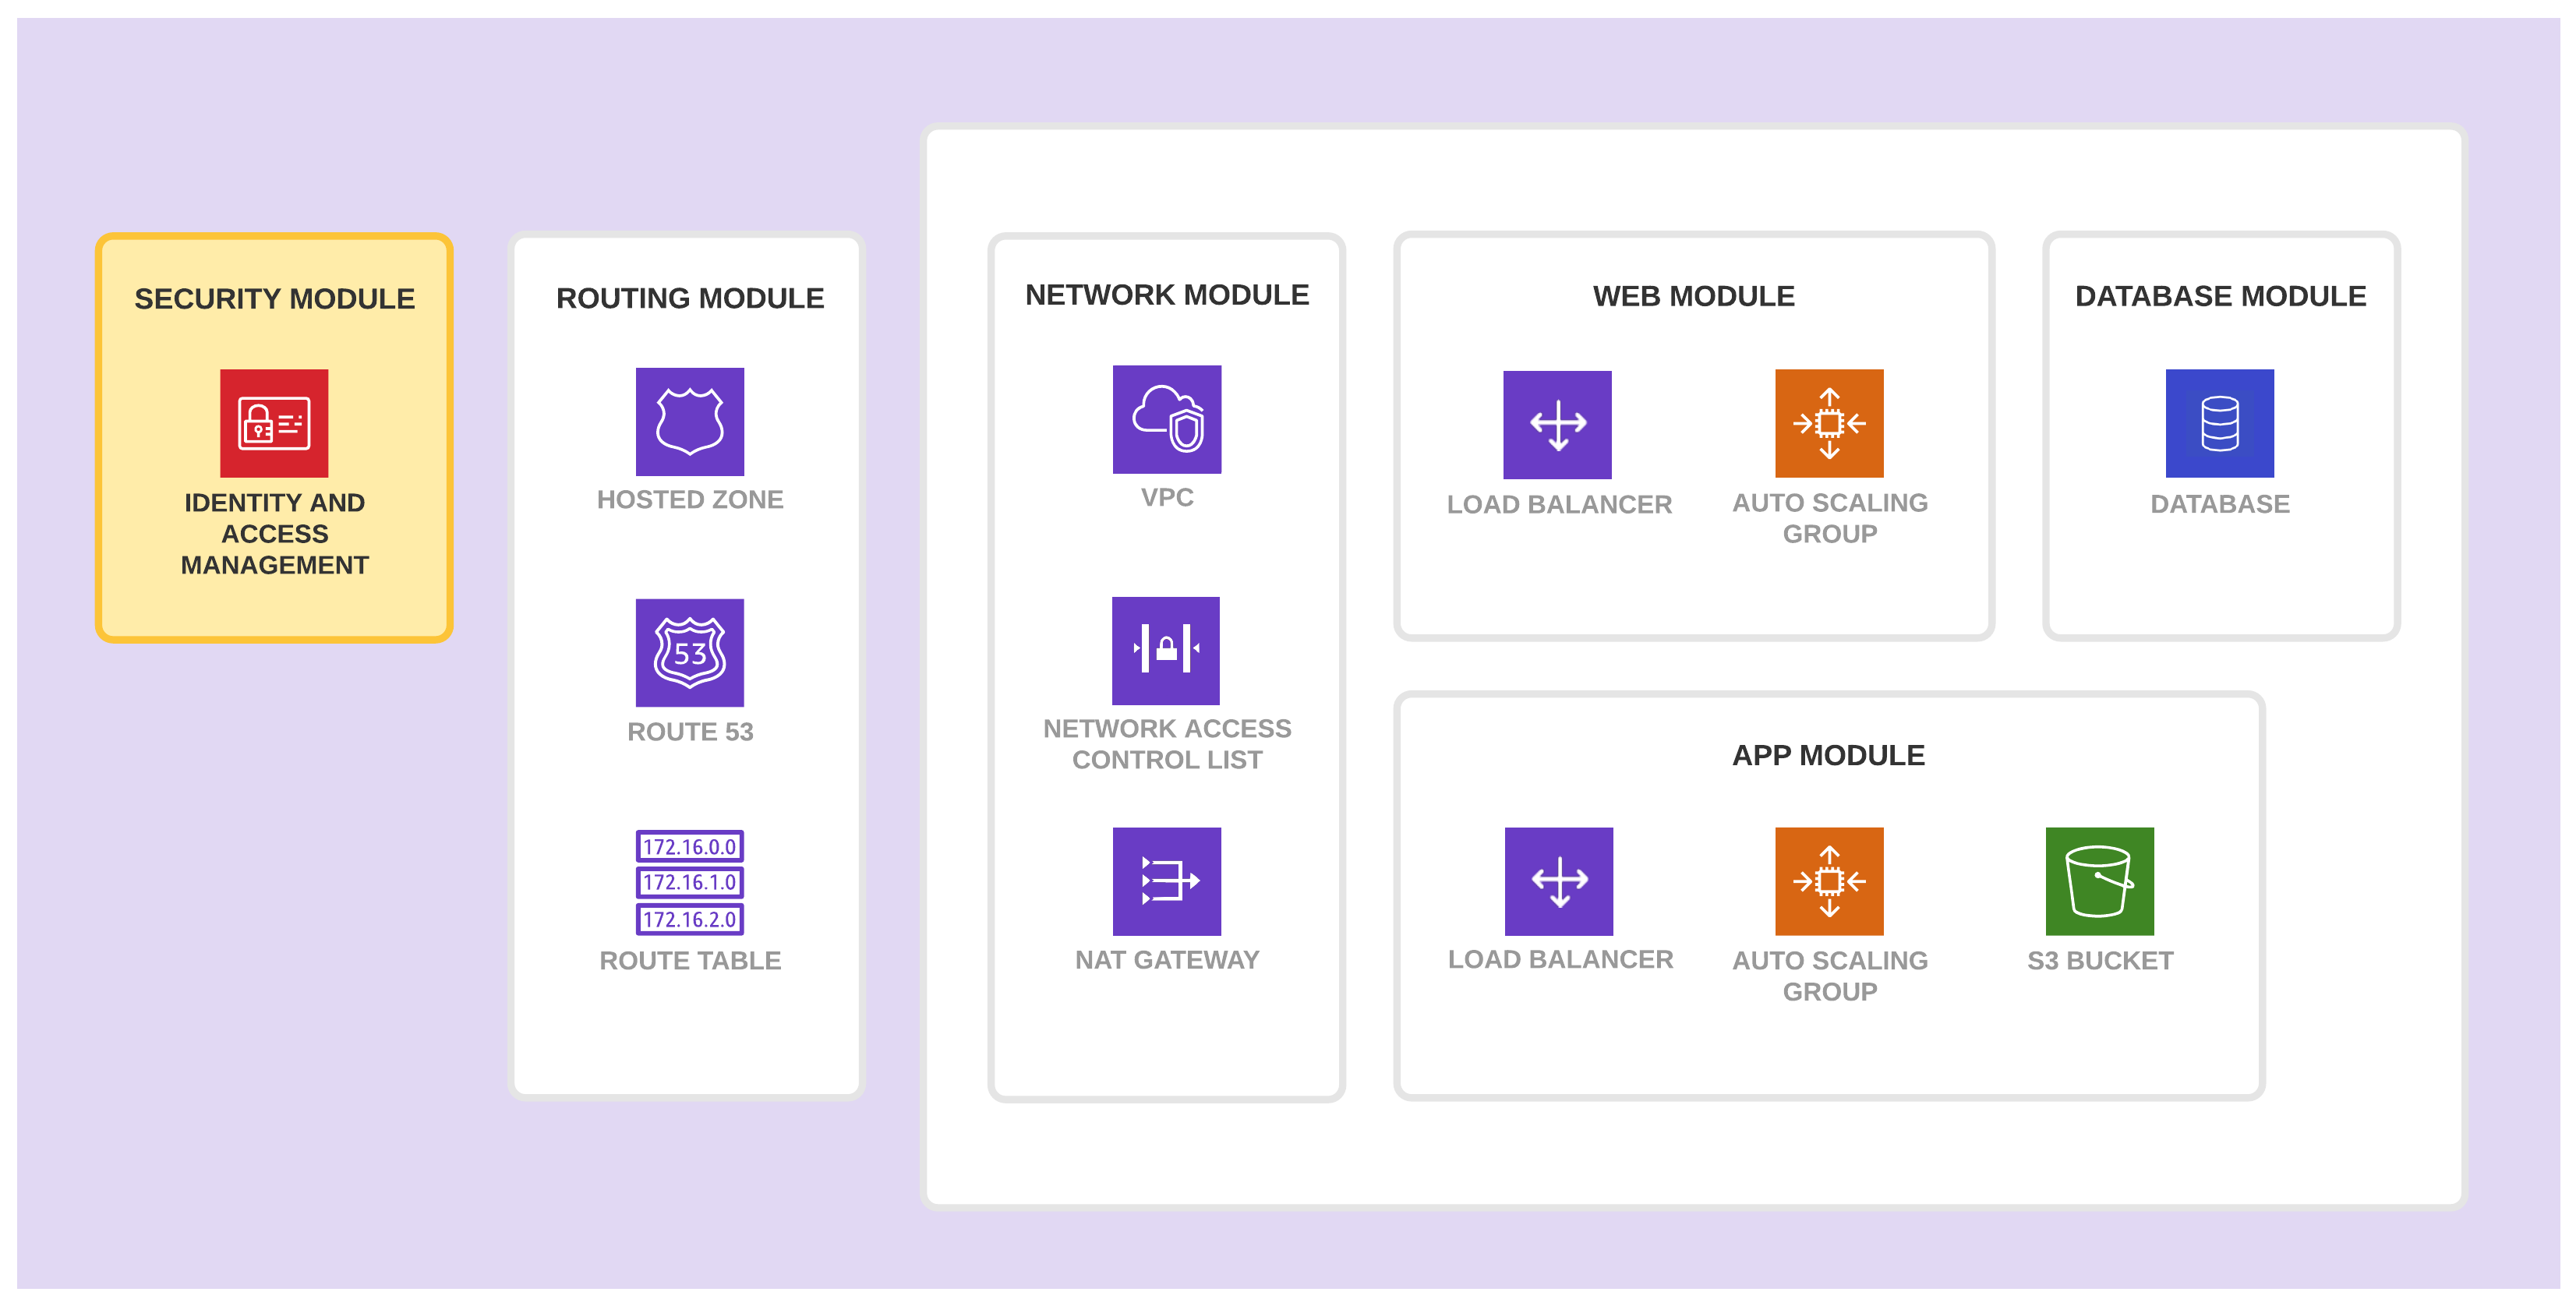 SECURITY MODULE
IDENTITY AND
ACCESS
MANAGEMENT
ROUTING MODULE
HOSTED ZONE
53
ROUTE 53
172.16.0.0
172.16.1.0
172.16.2.0
ROUTE TABLE
NETWORK MODULE
VPC
NETWORK ACCESS
CONTROL LIST
NAT GATEWAY
WEB MODULE
LOAD BALANCER
AUTO SCALING
GROUP
DATABASE MODULE
DATABASE
APP MODULE
LOAD BALANCER
AUTO SCALING
GROUP
S3 BUCKET